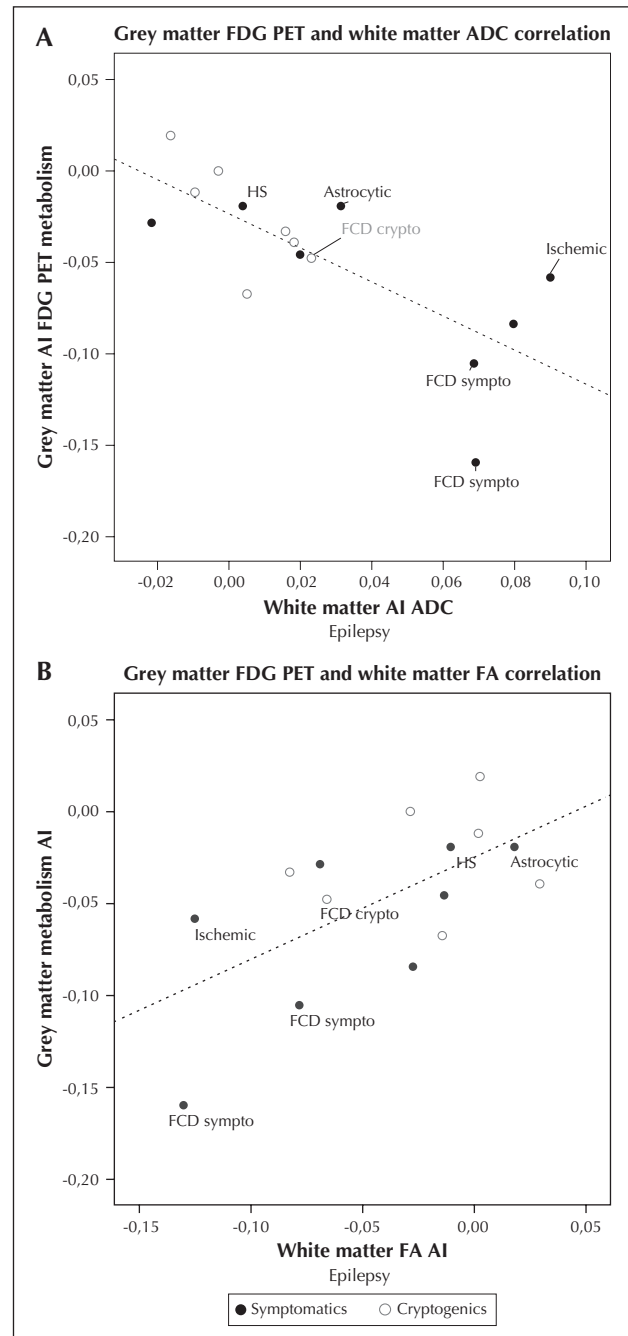 A Grey matter FDG PET and white matter ADC correlation
Grey matter AI FDG PET metabolism
0,05
0,00
-0,05
-0,10
-0,15
-0,20
HS
Astrocytic
FCD crypto
Ischemic
FCD sympto
FCD sympto
-0,02 0,00 0,02 0,04 0,06 0,08 0,10
White matter AI ADC
Epilepsy
B Grey matter FDG PET and white matter FA correlation
Grey matter metabolism AI
0,05
0,00
-0,05
-0,10
-0,15
-0,20
HS
Astrocytic
FCD crypto
Ischemic
FCD sympto
FCD sympto
-0,15 -0,10 -0,05 0,00 0,05
White matter FA AI
Epilepsy
Symptomatics Cryptogenics